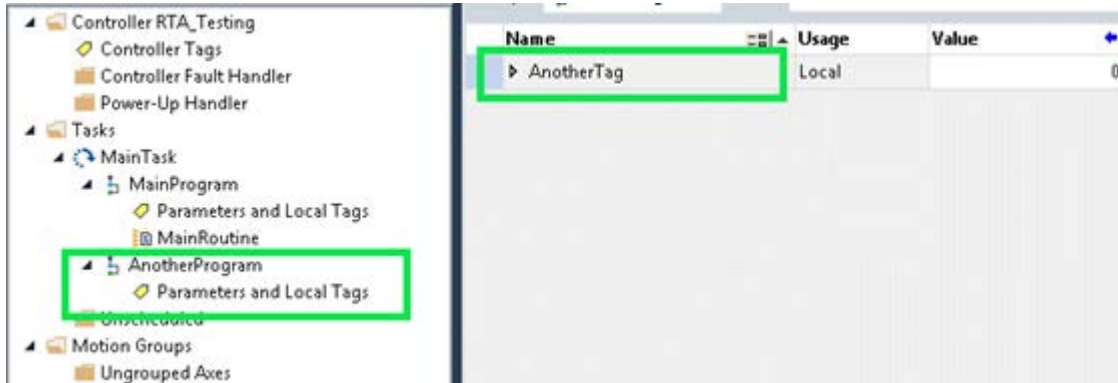 Controller RTA_Testing
Controller Tags
Controller Fault Handler
Power-Up Handler
Tasks
MainTask
MainProgram
Parameters and Local Tags
MainRoutine
AnotherProgram
Parameters and Local Tags
Unscheduled
Motion Groups
Ungrouped Axes
Name Usage Value
AnotherTag Local 0